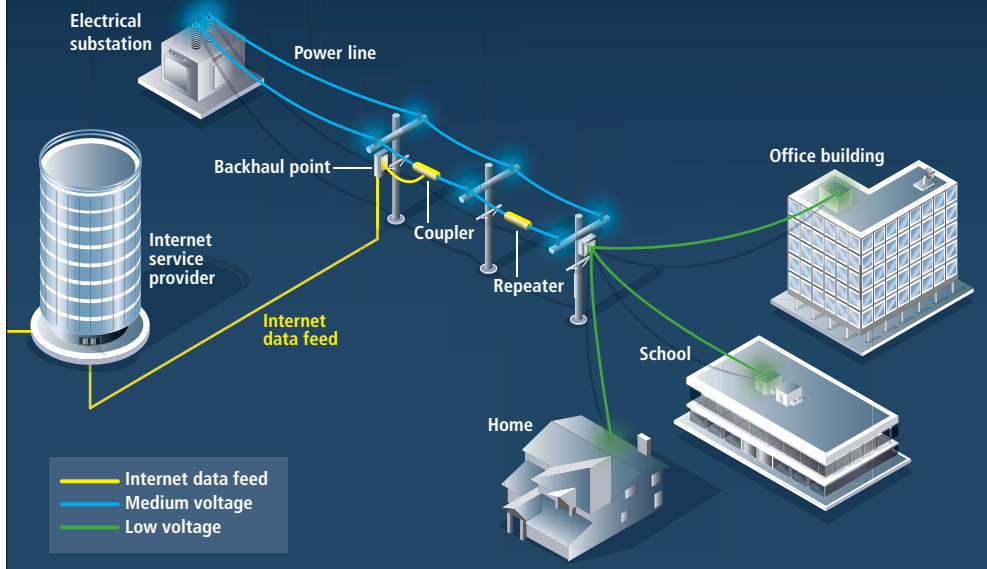 Electrical
substation
Power line
Backhaul point
Office building
Coupler
Internet
service
provider
Repeater
Internet
data feed
School
Home
Internet data feed
Medium voltage
Low voltage